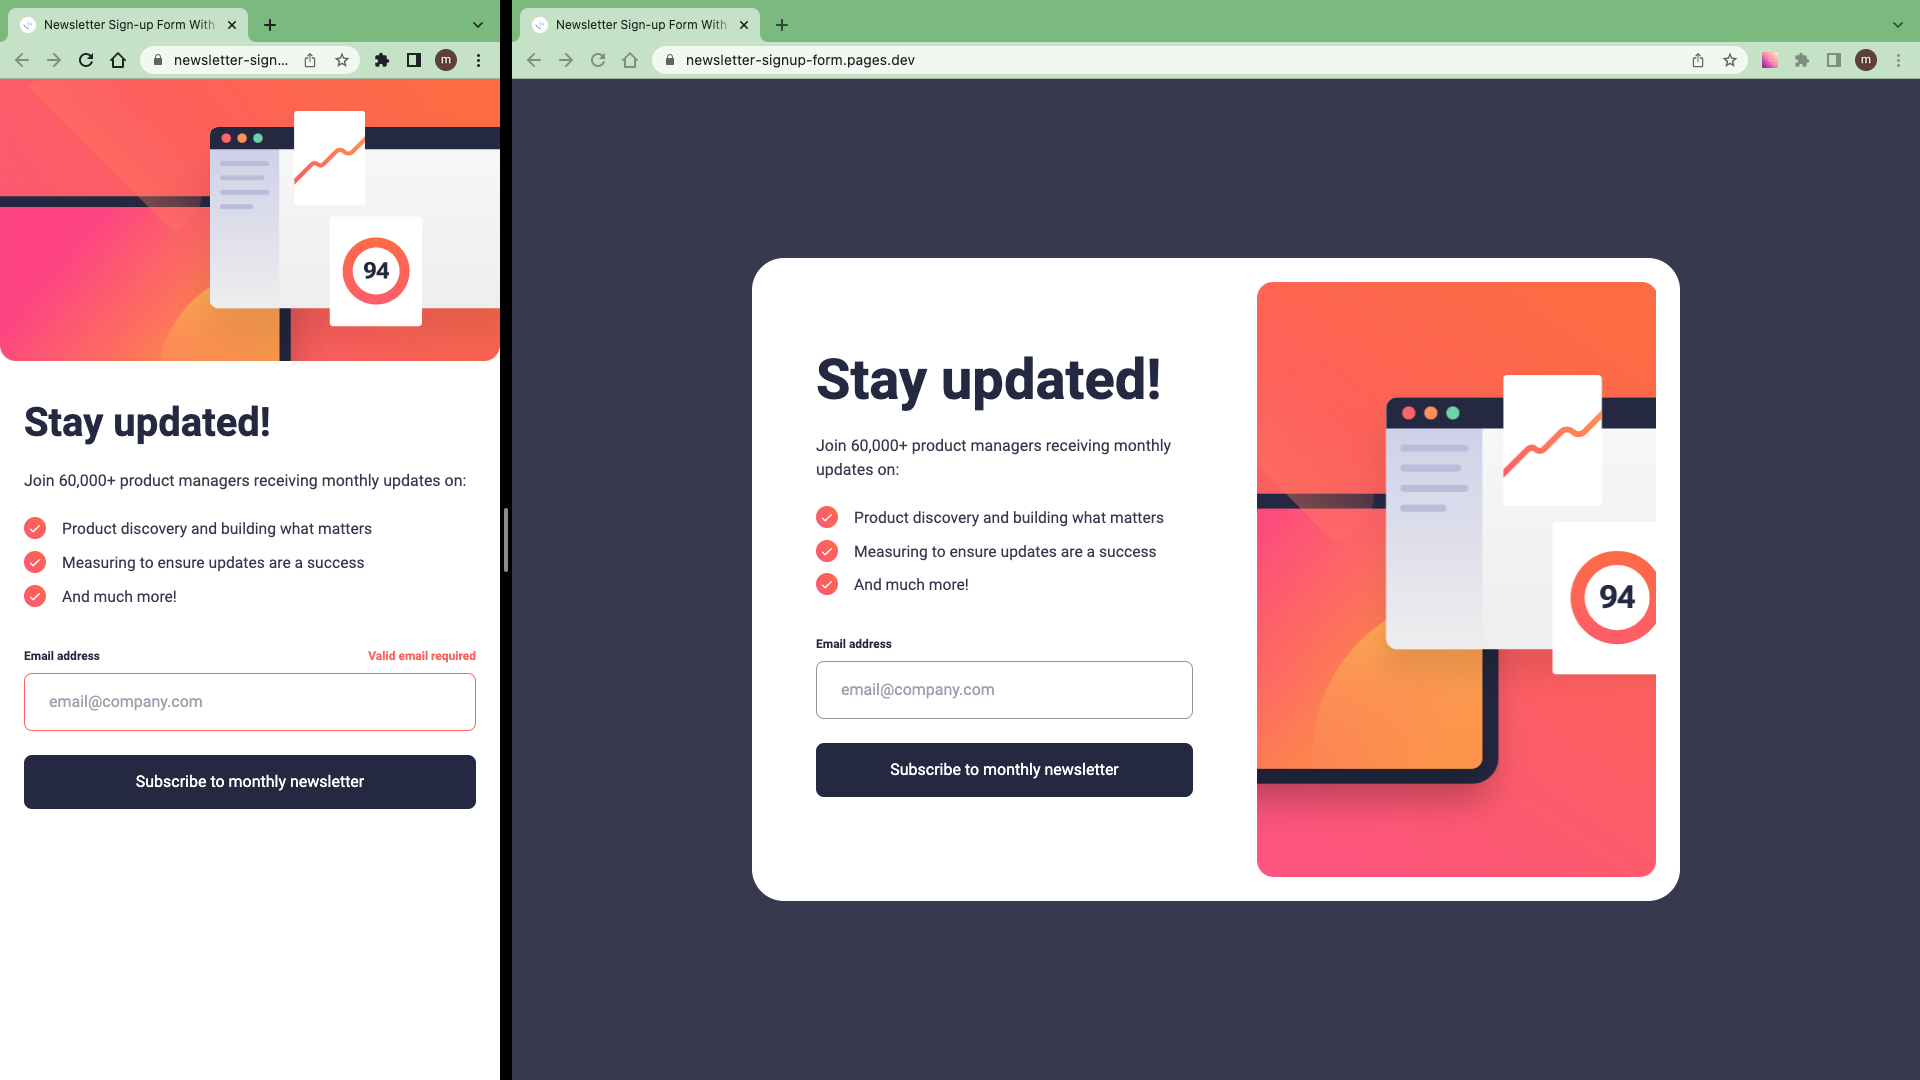 Newsletter Sign-up Form With
newsletter-sign...
m
94
Stay updated!
Join 60,000+ product managers receiving monthly updates on:
Product discovery and building what matters
Measuring to ensure updates are a success
And much more!
Email address
Valid email required
email@company.com
Subscribe to monthly newsletter
Newsletter Sign-up Form With
newsletter-signup-form.pages.dev
m
Stay updated!
Join 60,000+ product managers receiving monthly
updates on:
Product discovery and building what matters
Measuring to ensure updates are a success
And much more!
Email address
email@company.com
Subscribe to monthly newsletter
94